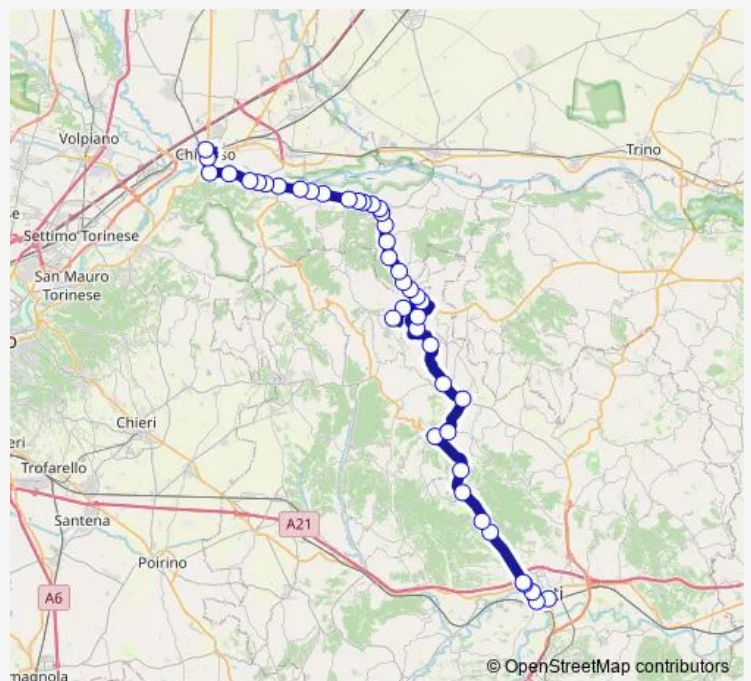 Volpiano
Trino
Settimo Torinese
San Mauro
Torinese
Chieri
Trofarello
Santena
A21
Poirino
A6
© OpenStreetMap contributors